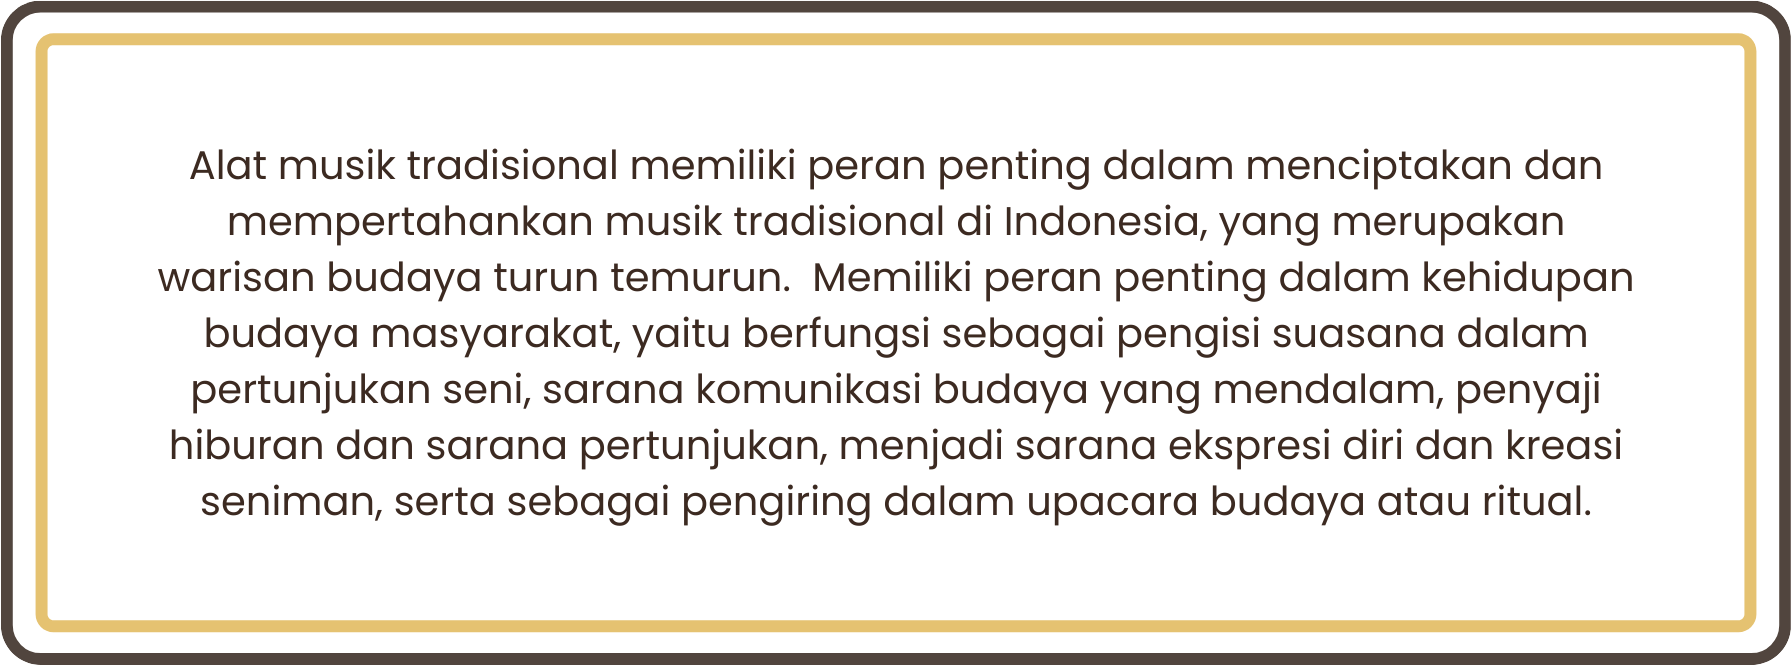 Alat musik tradisional memiliki peran penting dalam menciptakan dan
mempertahankan musik tradisional di Indonesia, yang merupakan
warisan budaya turun temurun.  Memiliki peran penting dalam kehidupan
budaya masyarakat, yaitu berfungsi sebagai pengisi suasana dalam
pertunjukan seni, sarana komunikasi budaya yang mendalam, penyaji
hiburan dan sarana pertunjukan, menjadi sarana ekspresi diri dan kreasi
seniman, serta sebagai pengiring dalam upacara budaya atau ritual.